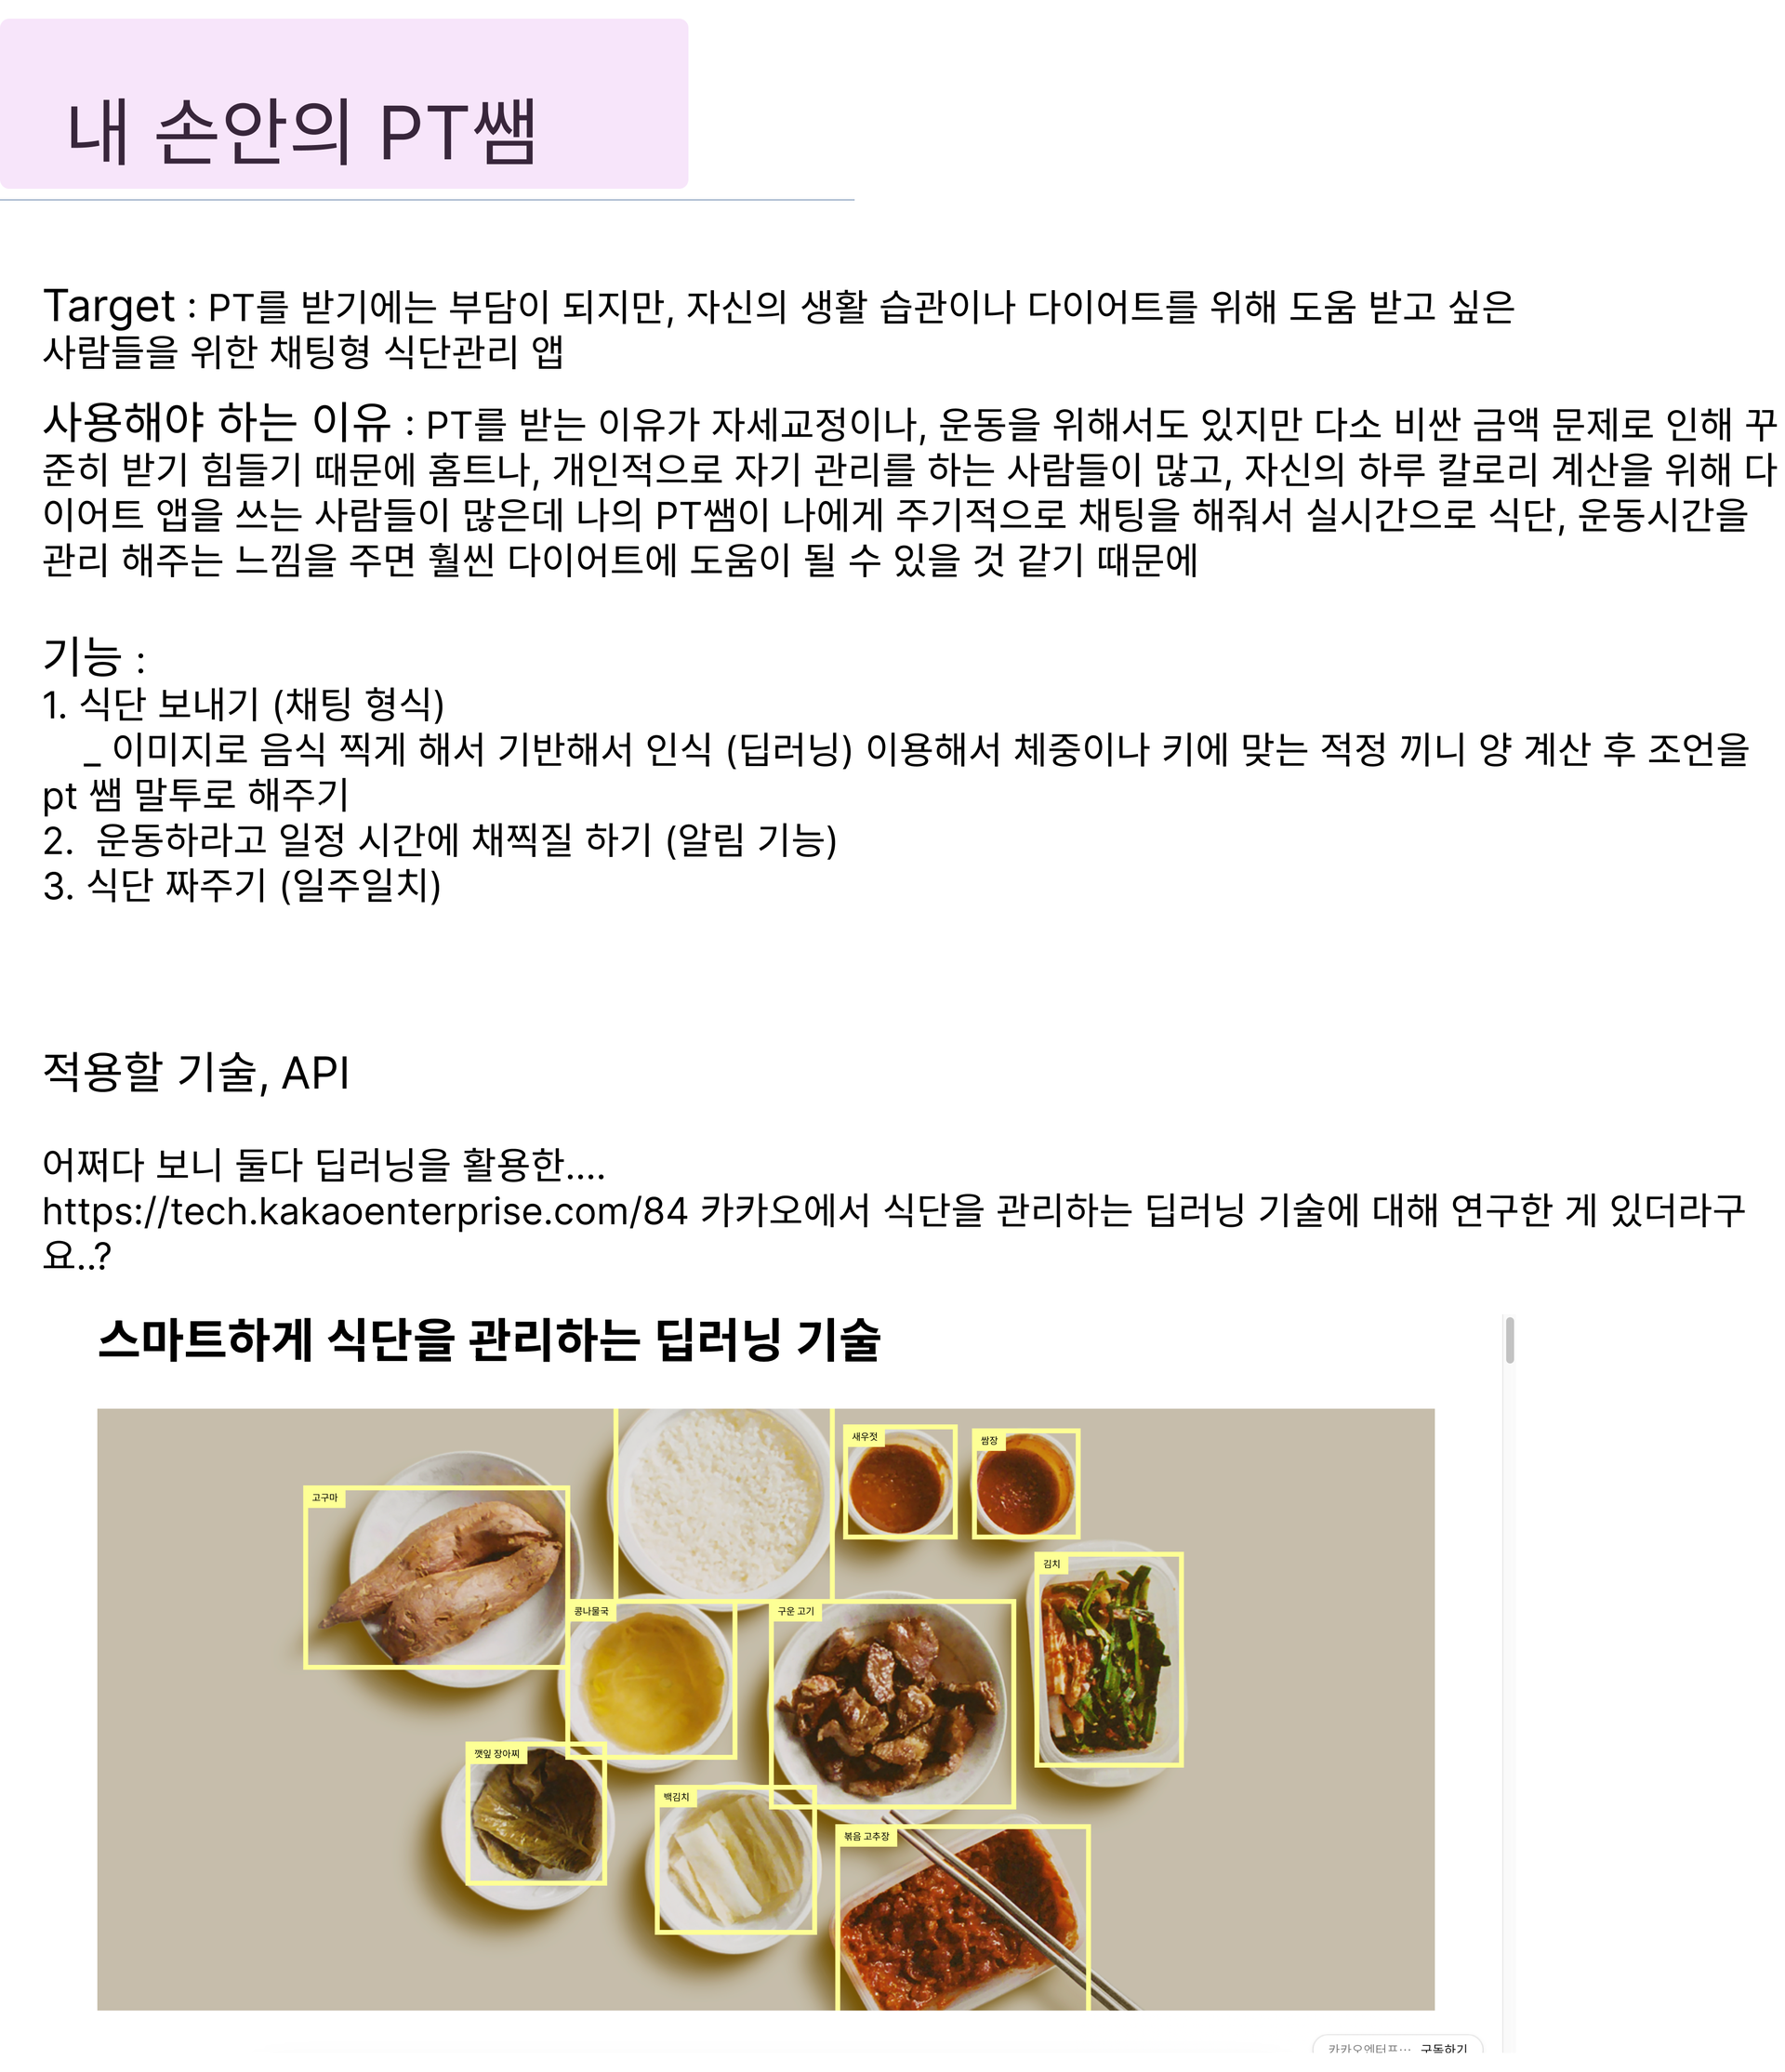 내 손안의 PT쌤
Target : PT를 받기에는 부담이 되지만, 자신의 생활 습관이나 다이어트를 위해 도움 받고 싶은
사람들을 위한 채팅형 식단관리 앱
사용해야 하는 이유 : PT를 받는 이유가 자세교정이나, 운동을 위해서도 있지만 다소 비싼 금액 문제로 인해 꾸
준히 받기 힘들기 때문에 홈트나, 개인적으로 자기 관리를 하는 사람들이 많고, 자신의 하루 칼로리 계산을 위해 다
이어트 앱을 쓰는 사람들이 많은데 나의 PT쌤이 나에게 주기적으로 채팅을 해줘서 실시간으로 식단, 운동시간을
관리 해주는 느낌을 주면 훨씬 다이어트에 도움이 될 수 있을 것 같기 때문에
기능 :
1. 식단 보내기 (채팅 형식)
_ 이미지로 음식 찍게 해서 기반해서 인식 (딥러닝) 이용해서 체중이나 키에 맞는 적정 끼니 양 계산 후 조언을
pt 쌤 말투로 해주기
2. 운동하라고 일정 시간에 채찍질 하기 (알림 기능)
3. 식단 짜주기 (일주일치)
적용할 기술, API
어쩌다 보니 둘다 딥러닝을 활용한....
https://tech.kakaoenterprise.com/84 카카오에서 식단을 관리하는 딥러닝 기술에 대해 연구한 게 있더라구
요..?
스마트하게 식단을 관리하는 딥러닝 기술
새우젓
쌈장
고구마
김치
콩나물국
구운 고기
깻잎 장아찌
백김치
볶음 고추장
카카오엔터프… 구독하기